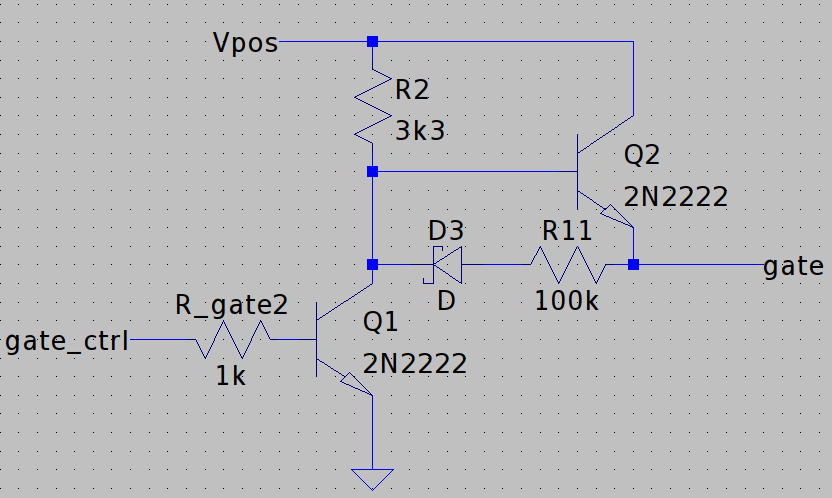 Vpos
R2
3k3
Q2
2N2222
D3
R11
gate
D
100k
R_gate2
Q1
gate_ctrl
2N2222
1k